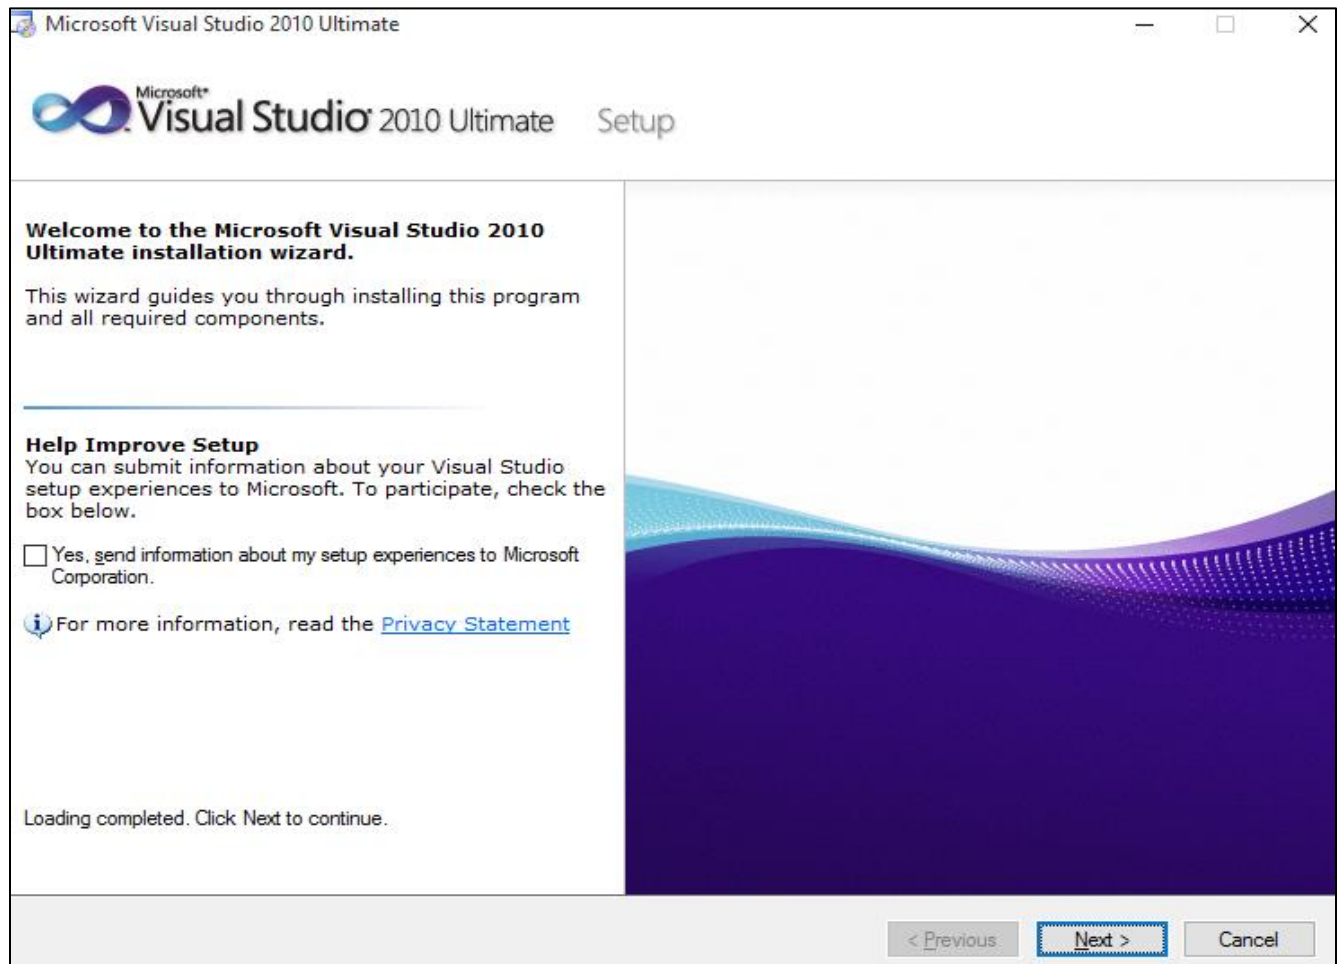 Microsoft Visual Studio 2010 Ultimate
Microsoft®
Visual Studio® 2010 Ultimate Setup
Welcome to the Microsoft Visual Studio 2010
Ultimate installation wizard.
This wizard guides you through installing this program
and all required components.
Help Improve Setup
You can submit information about your Visual Studio
setup experiences to Microsoft. To participate, check the
box below.
Yes, send information about my setup experiences to Microsoft
Corporation.
For more information, read the Privacy Statement
Loading completed. Click Next to continue.
< Previous Next > Cancel